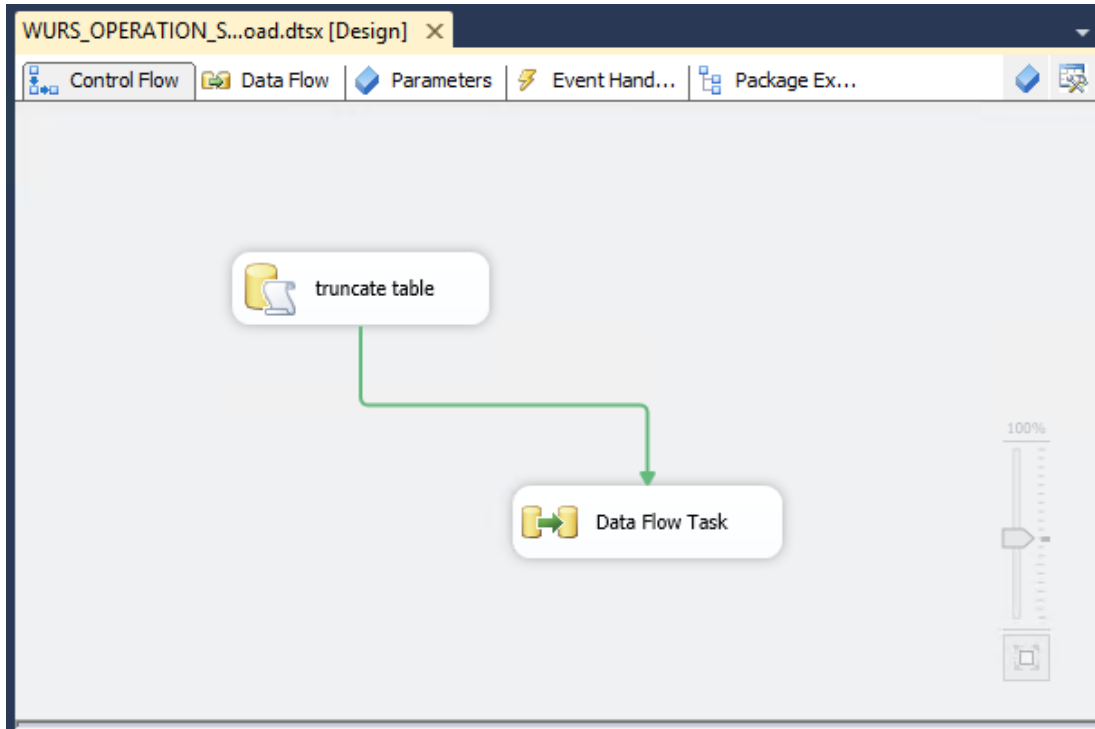 WURS_OPERATION_S...oad.dtsx [Design]
Control Flow Data Flow Parameters Event Hand... Package Ex...
truncate table
100%
Data Flow Task